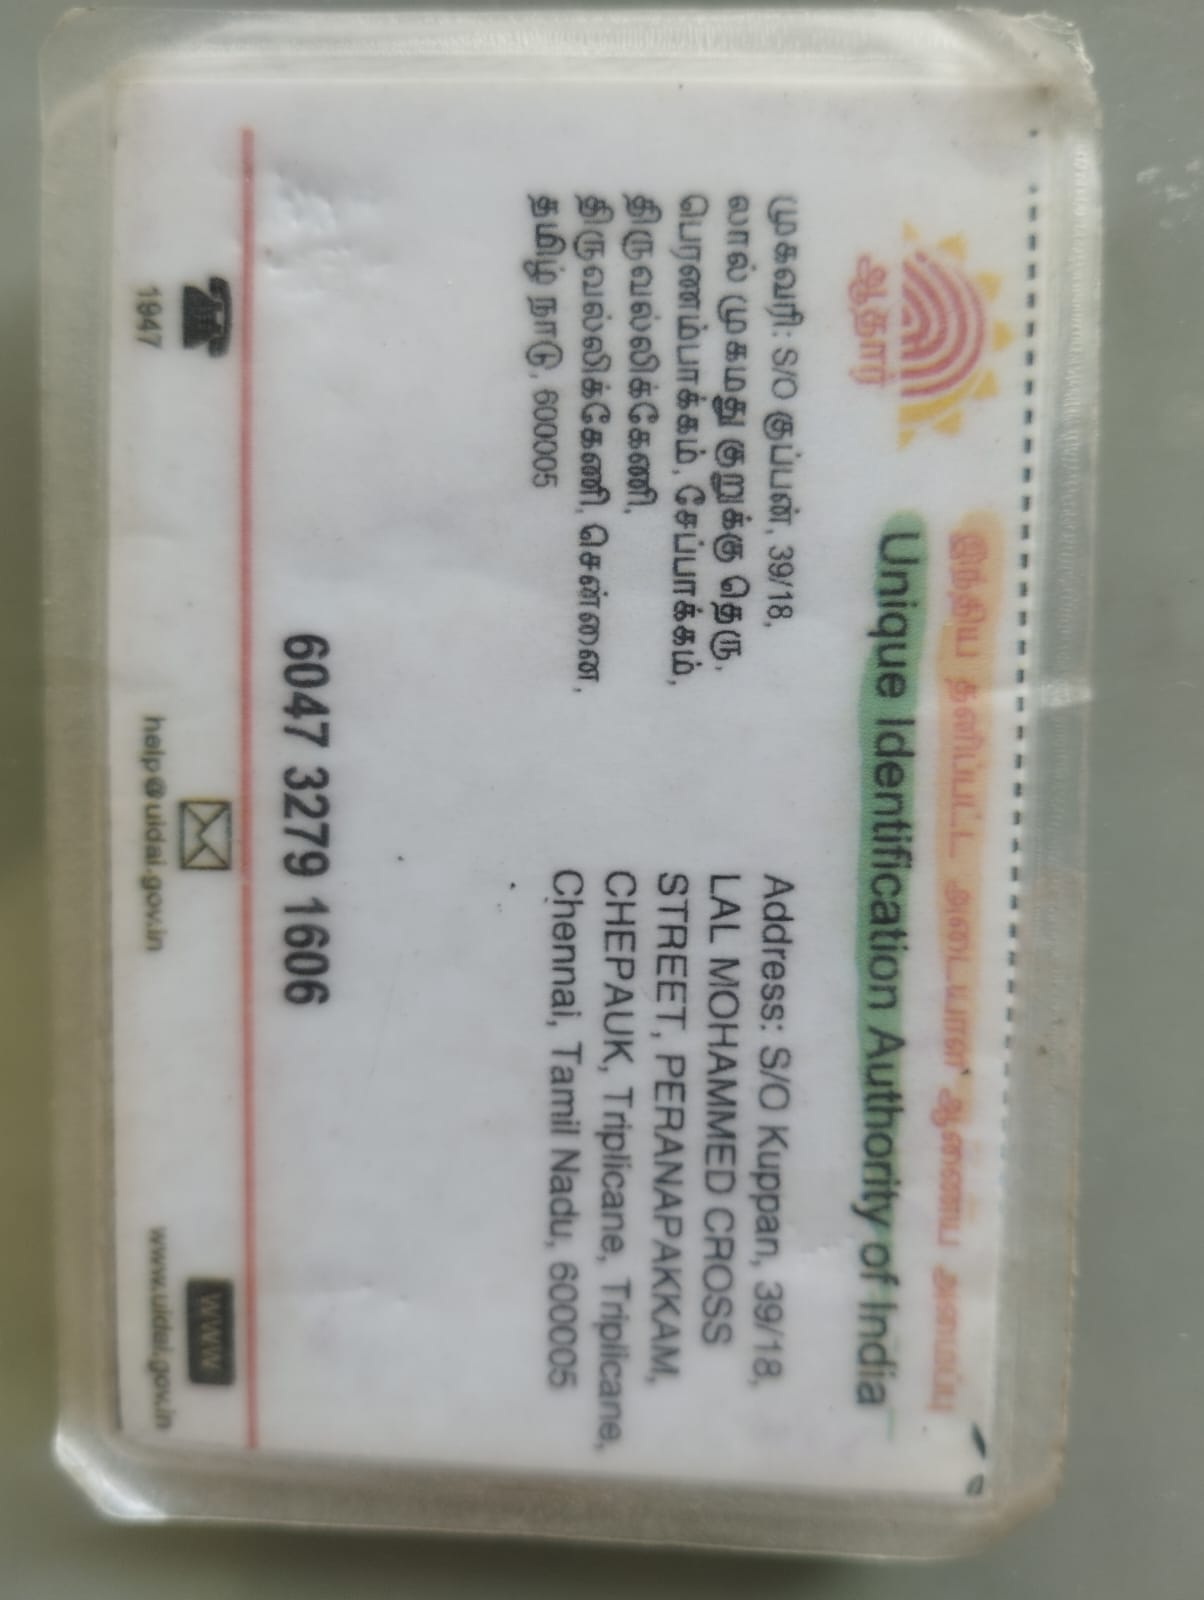 இந்திய தனிப்பட்ட அடையாள ஆணைய அமைப்பு
Unique Identification Authority of India
ஆதார்
முகவரி: S/O குப்பன், 39/18,
லால் முகமது குறுக்கு தெரு,
பெரணம்பாக்கம், சேப்பாக்கம்,
திருவல்லிக்கேணி,
திருவல்லிக்கேணி, சென்னை,
தமிழ் நாடு, 600005
Address: S/O Kuppan, 39/18,
LAL MOHAMMED CROSS
STREET, PERANAPAKKAM,
CHEPAUK, Triplicane, Triplicane,
Chennai, Tamil Nadu, 600005
6047 3279 1606
1947
help@uidai.gov.in
WWW
www.uidai.gov.in